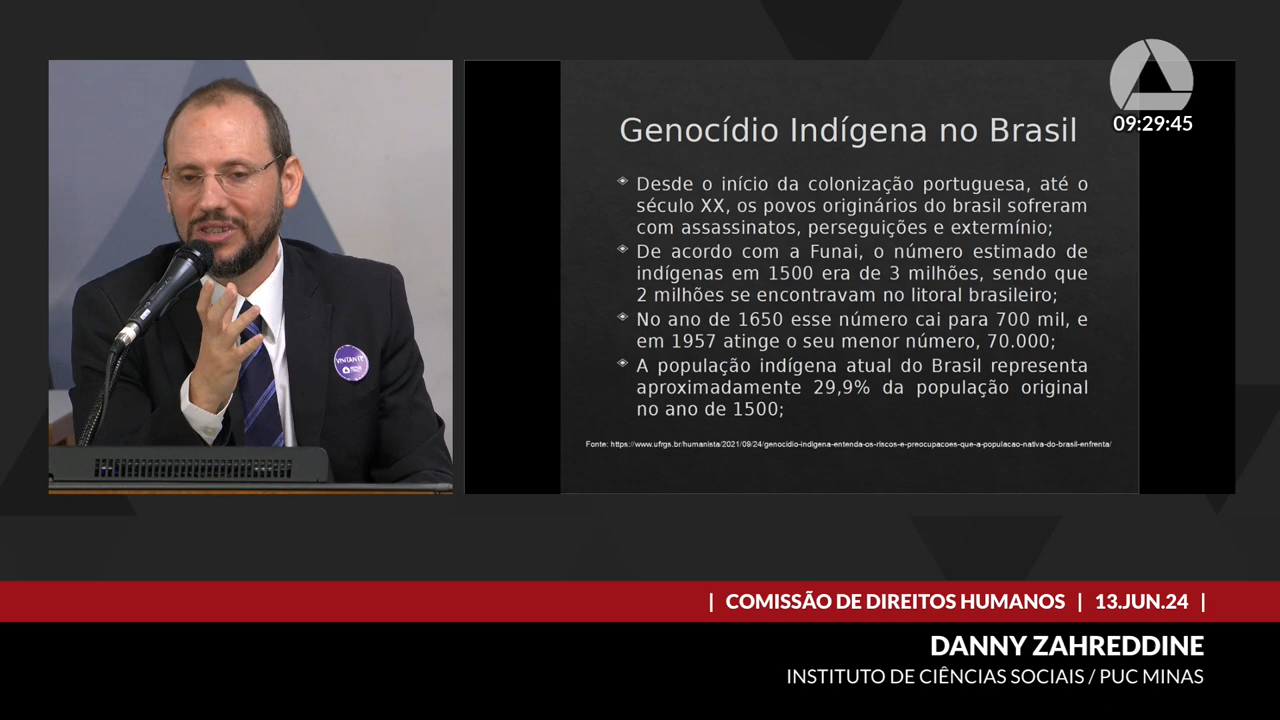 09:29:45
VISITANTE
Genocídio Indígena no Brasil
Desde o início da colonização portuguesa, até o
século XX, os povos originários do brasil sofreram
com assassinatos, perseguições e extermínio;
De acordo com a Funai, o número estimado de
indígenas em 1500 era de 3 milhões, sendo que
2 milhões se encontravam no litoral brasileiro;
No ano de 1650 esse número cai para 700 mil, e
em 1957 atinge o seu menor número, 70.000;
A população indígena atual do Brasil representa
aproximadamente 29,9% da população original
no ano de 1500;
Fonte: https://www.ufrgs.br/humanista/2021/09/24/genocidio-indigena-entenda-os-riscos-e-preocupacoes-que-a-populacao-nativa-do-brasil-enfrenta/
| COMISSÃO DE DIREITOS HUMANOS | 13.JUN.24 |
DANNY ZAHREDDINE
INSTITUTO DE CIÊNCIAS SOCIAIS / PUC MINAS